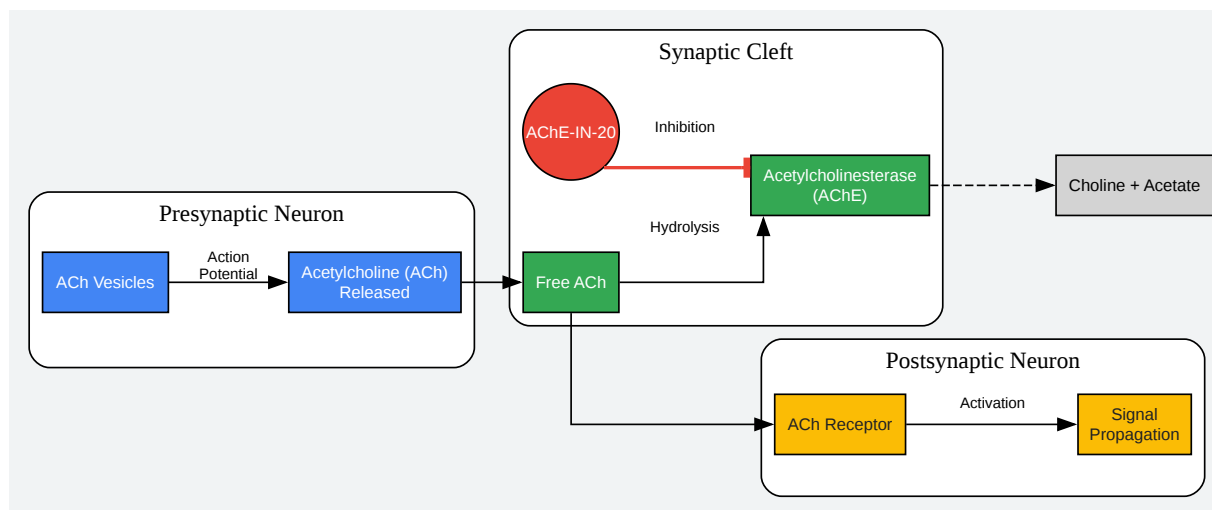 Synaptic Cleft
AChE-IN-20
Inhibition
Acetylcholinesterase
(AChE)
Choline + Acetate
Presynaptic Neuron
Hydrolysis
ACh Vesicles
Action
Potential
Acetylcholine (ACh)
Released
Free ACh
Postsynaptic Neuron
ACh Receptor
Activation
Signal
Propagation